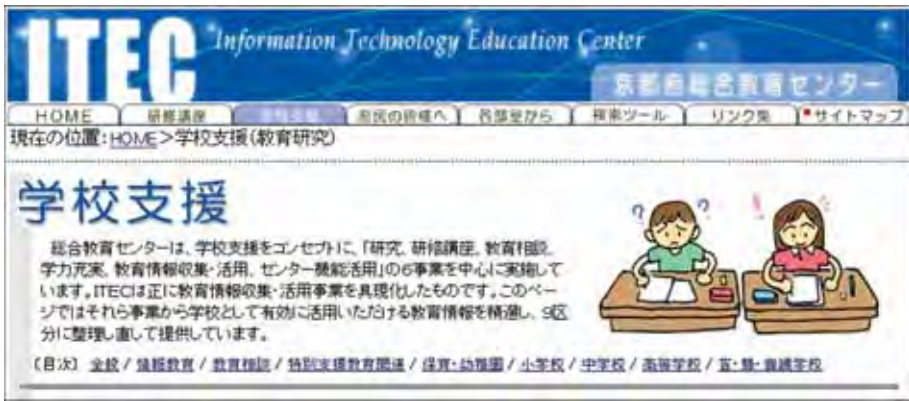 ITEC Information Technology Education Center
京都府総合教育センター
HOME 研修講座 学校支援 府民の皆様へ 各部室から 検索ツール リンク集 サイトマップ
現在の位置:HOME>学校支援(教育研究)
学校支援
総合教育センターは、学校支援をコンセプトに、「研究、研修講座、教育相談、
学力充実、教育情報収集・活用、センター機能活用」の6事業を中心に実施して
います。ITECは正に教育情報収集・活用事業を具現化したものです。このペー
ジではそれら事業から学校として有効に活用いただける教育情報を精選し、9区
分に整理し直して提供しています。
【目次】 全般 / 情報教育 / 教育相談 / 特別支援教育関連 / 保育・幼稚園 / 小学校 / 中学校 / 高等学校 / 盲・聾・養護学校